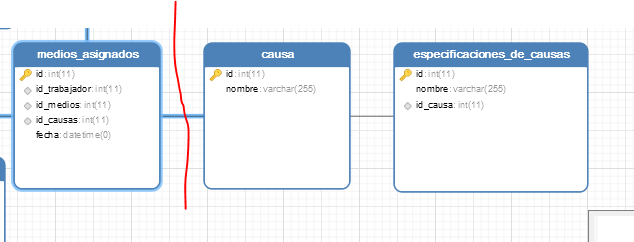 medios_asignados
id: int(11)
id_trabajador: int(11)
id_medios: int(11)
id_causas: int(11)
fecha: datetime(0)
causa
id: int(11)
nombre: varchar(255)
especificaciones_de_causas
id: int(11)
nombre: varchar(255)
id_causa: int(11)